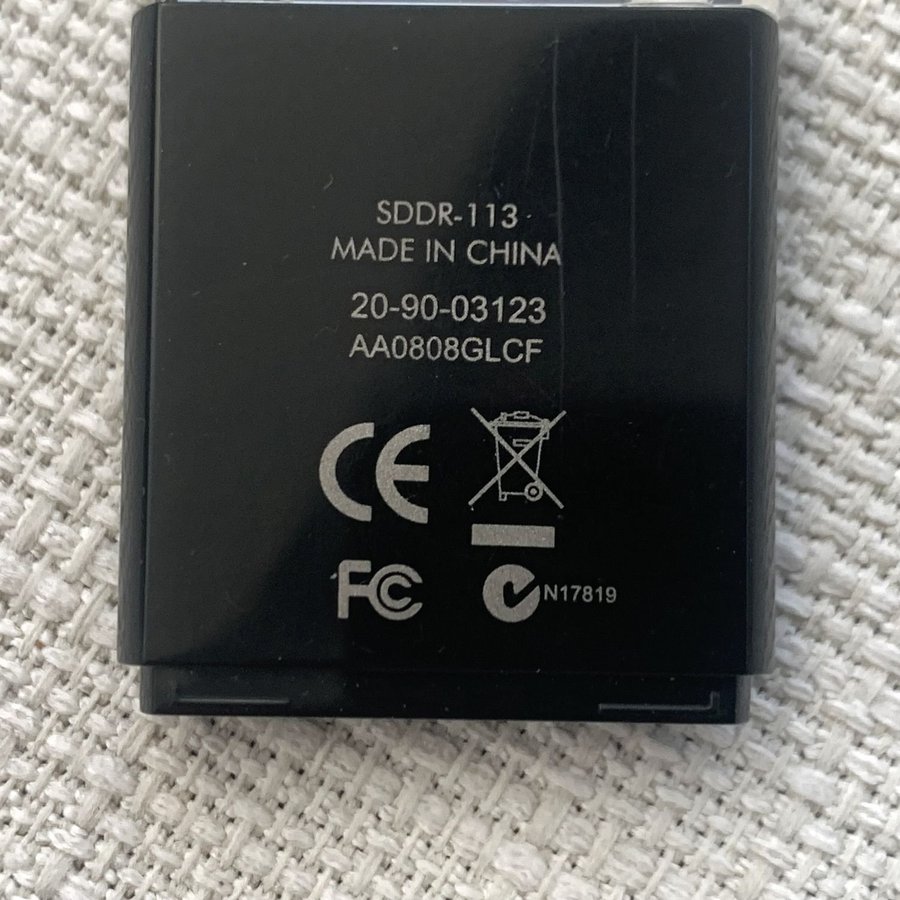 SDDR-113
MADE IN CHINA
20-90-03123
AA0808GLCF
CE
FC
N17819